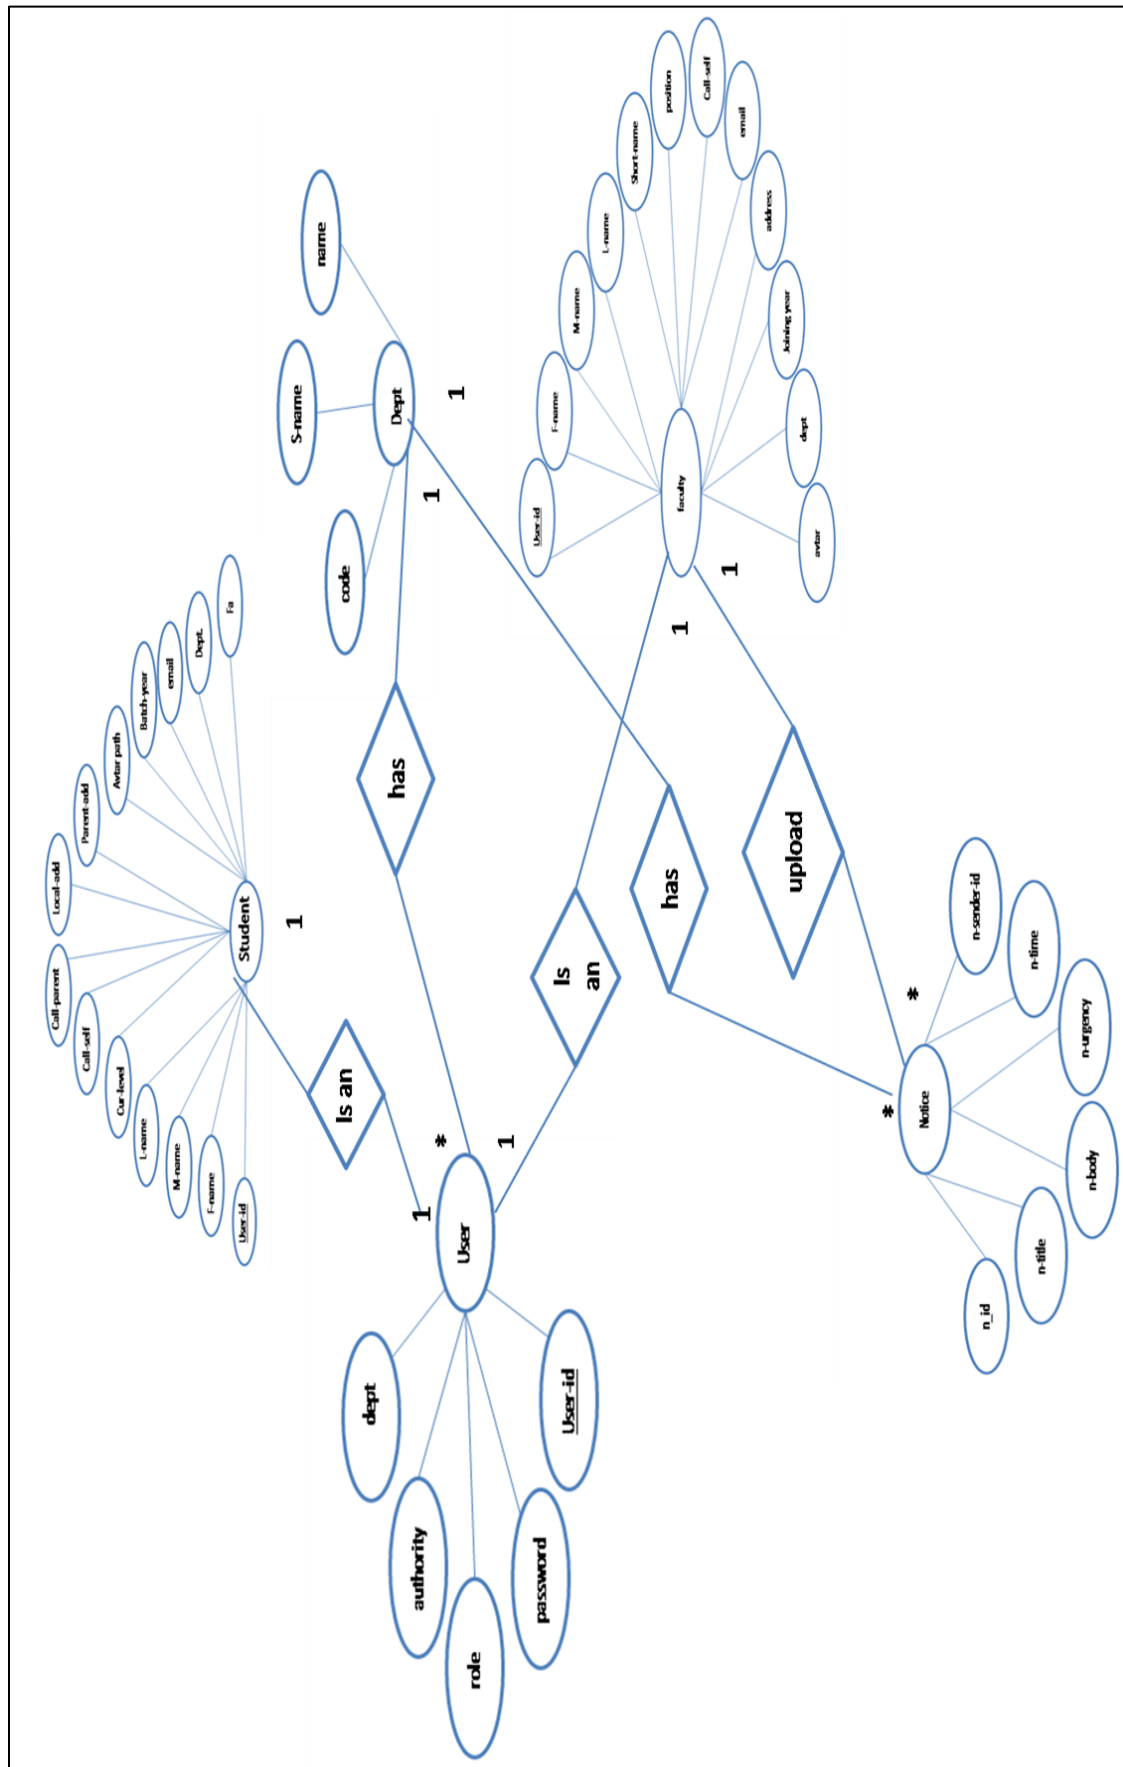 User-id
F-name
M-name
L-name
Cur-level
Call-self
Call-parent
Local-add
Parent-add
Avtar path
Batch-year
email
Dept.
Fa
Student
1
Is an
1
code
S-name
name
Dept
1
1
has
*
dept
authority
role
password
User-id
User
1
Is
an
1
has
*
User-id
F-name
M-name
L-name
Short-name
position
Call-self
email
address
Joining year
dept
avtar
faculty
1
upload
*
Notice
n_id
n-title
n-body
n-urgency
n-time
n-sender-id